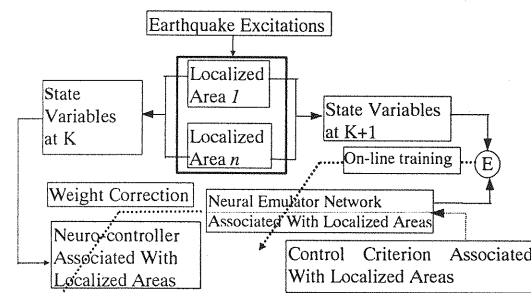 Earthquake Excitations
Localized
Area 1
Localized
Area n
State
Variables
at K
State Variables
at K+1
On-line training
E
Weight Correction
Neural Emulator Network
Associated With Localized Areas
Neuro-controller
Associated With
Localized Areas
Control Criterion Associated
With Localized Areas